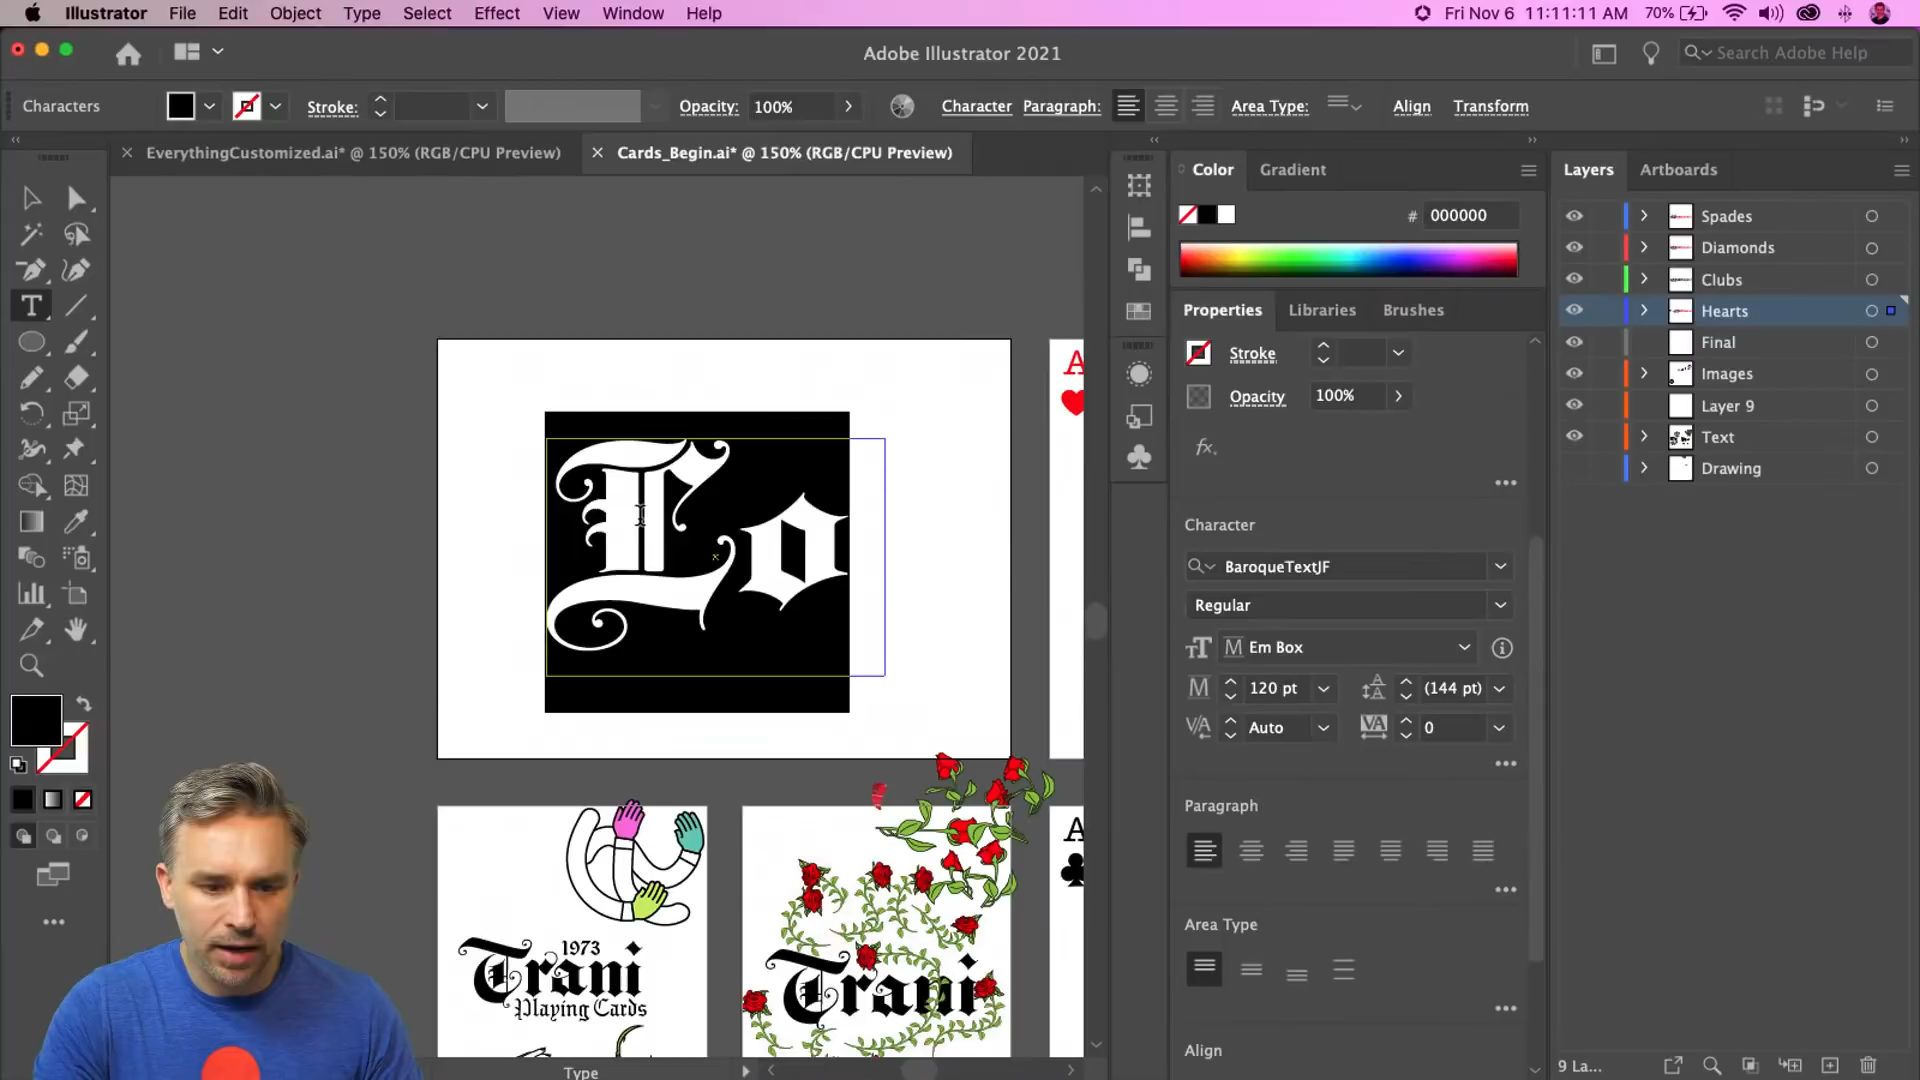 Illustrator File Edit Object Type Select Effect View Window Help
Fri Nov 6 11:11:11 AM 70%
Adobe Illustrator 2021
Search Adobe Help
Characters Stroke: Opacity: 100% Character Paragraph: Area Type: Align Transform
EverythingCustomized.ai* @ 150% (RGB/CPU Preview)
Cards_Begin.ai* @ 150% (RGB/CPU Preview)
Color Gradient
# 000000
Properties Libraries Brushes
Stroke
Opacity 100%
fx.
Character
BaroqueTextJF
Regular
Em Box
120 pt (144 pt)
Auto 0
Paragraph
Area Type
Align
Layers Artboards
Spades
Diamonds
Clubs
Hearts
Final
Images
Layer 9
Text
Drawing
9 La...
Lo
A
1973
Trani
Playing Cards
Trani
A
Type